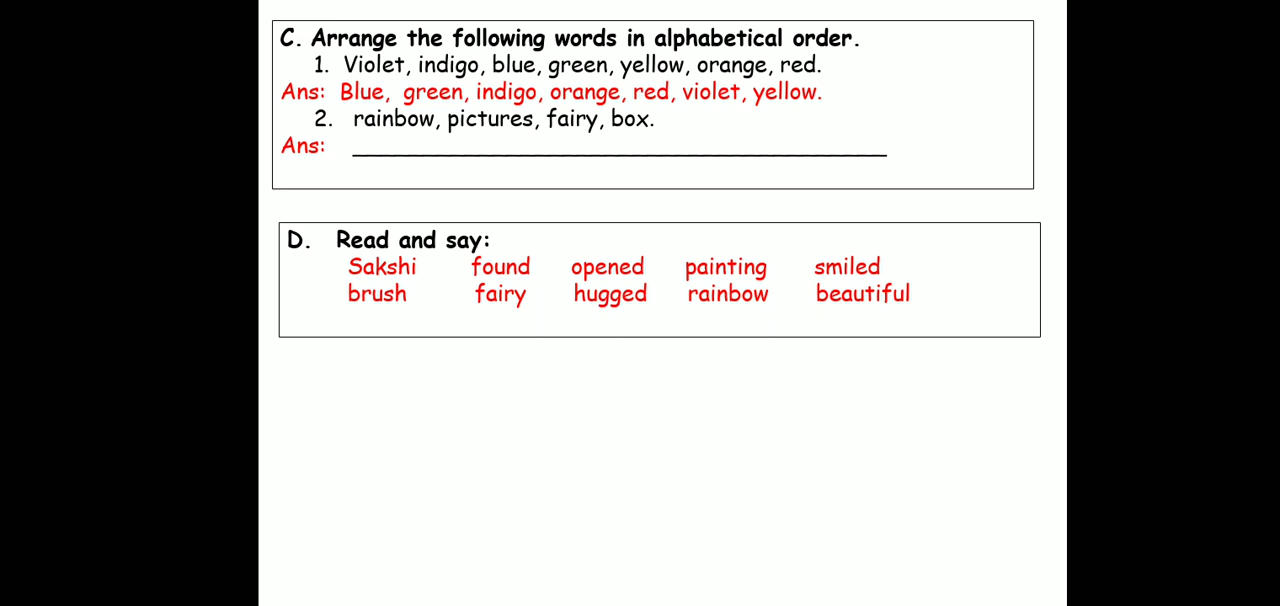 C. Arrange the following words in alphabetical order.
1. Violet, indigo, blue, green, yellow, orange, red.
Ans: Blue, green, indigo, orange, red, violet, yellow.
2. rainbow, pictures, fairy, box.
Ans: ________________________________________
D. Read and say:
Sakshi found opened painting smiled
brush fairy hugged rainbow beautiful